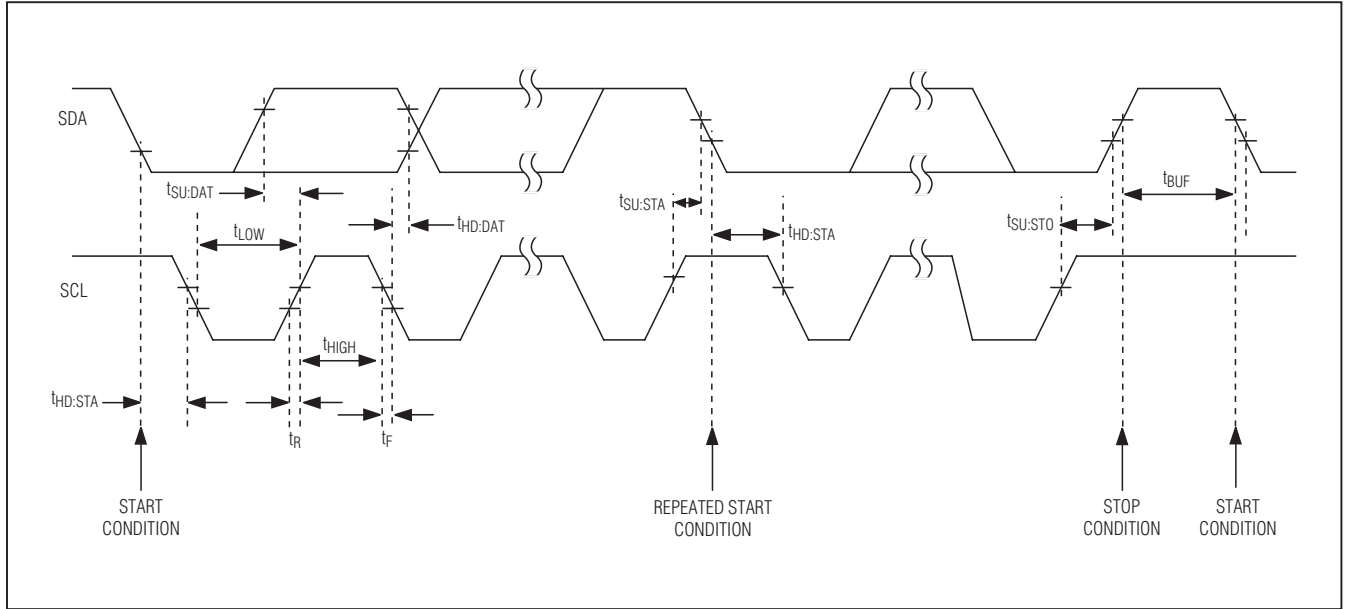 SDA
tSU:DAT
tHD:DAT
tSU:STA
tBUF
tLOW
tHD:STA
tSU:STO
SCL
tHIGH
tHD:STA
tR
tF
START
CONDITION
REPEATED START
CONDITION
STOP
CONDITION
START
CONDITION